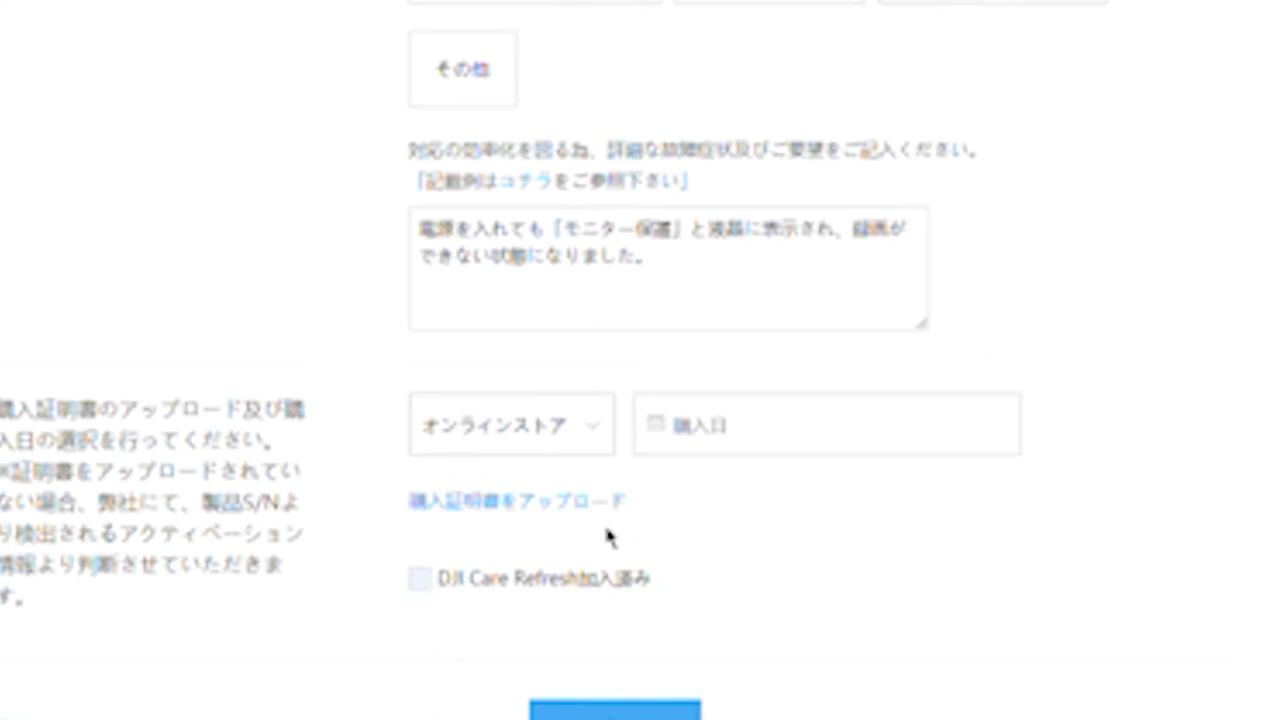 その他
対応の効率化を図る為、詳細な故障症状及びご要望をご記入ください。
「記載例はコチラをご参照下さい」
電源を入れても「モニター保護」と液晶に表示され、録画が
できない状態になりました。
購入証明書のアップロード及び購
入日の選択を行ってください。
※証明書をアップロードされてい
ない場合、弊社にて、製品S/Nよ
り検出されるアクティベーション
情報より判断させていただきま
す。
オンラインストア
購入日
購入証明書をアップロード
DJI Care Refresh加入済み